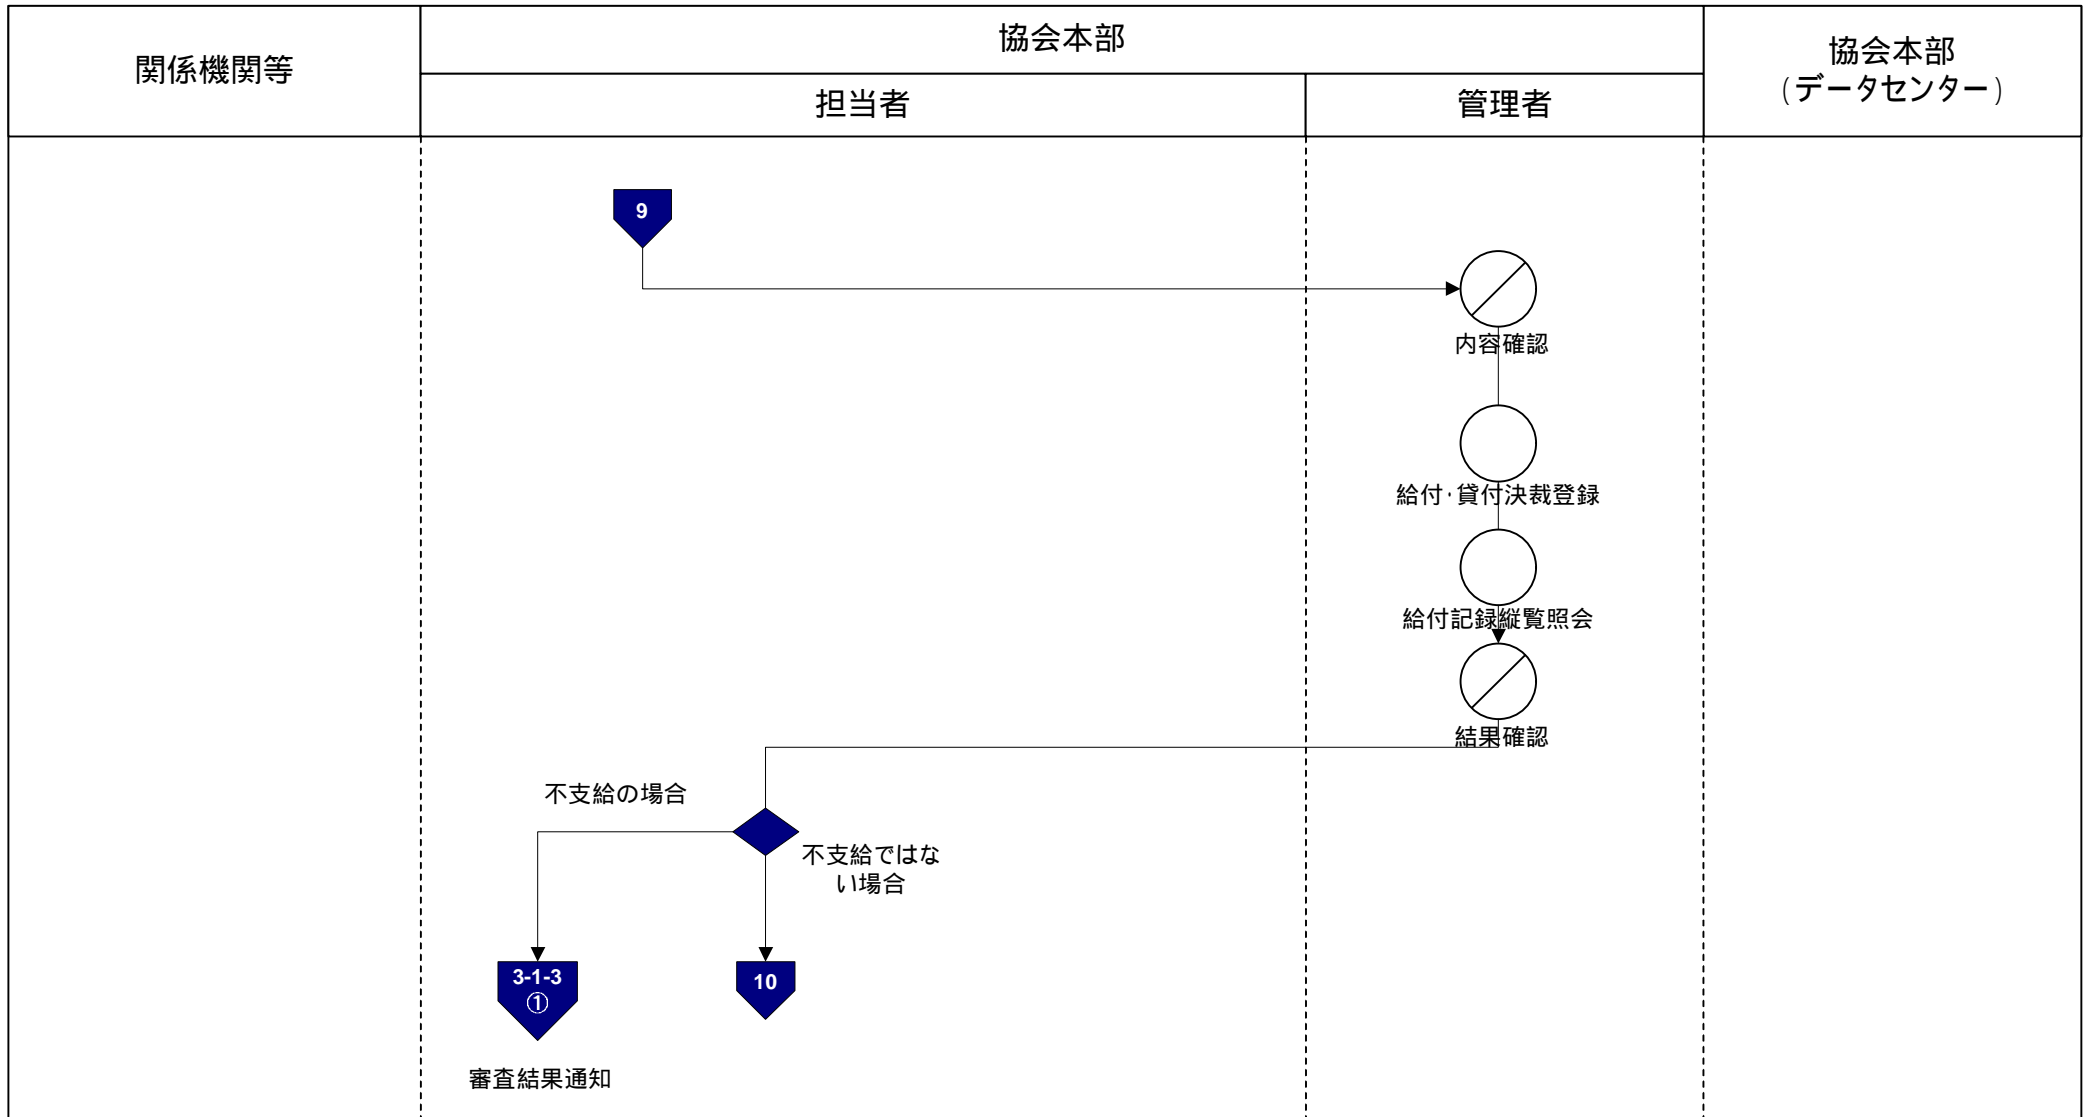 関係機関等
協会本部
担当者
管理者
協会本部
(データセンター)
9
内容確認
給付・貸付決裁登録
給付記録縦覧照会
結果確認
不支給の場合
不支給ではな
い場合
3-1-3
①
10
審査結果通知